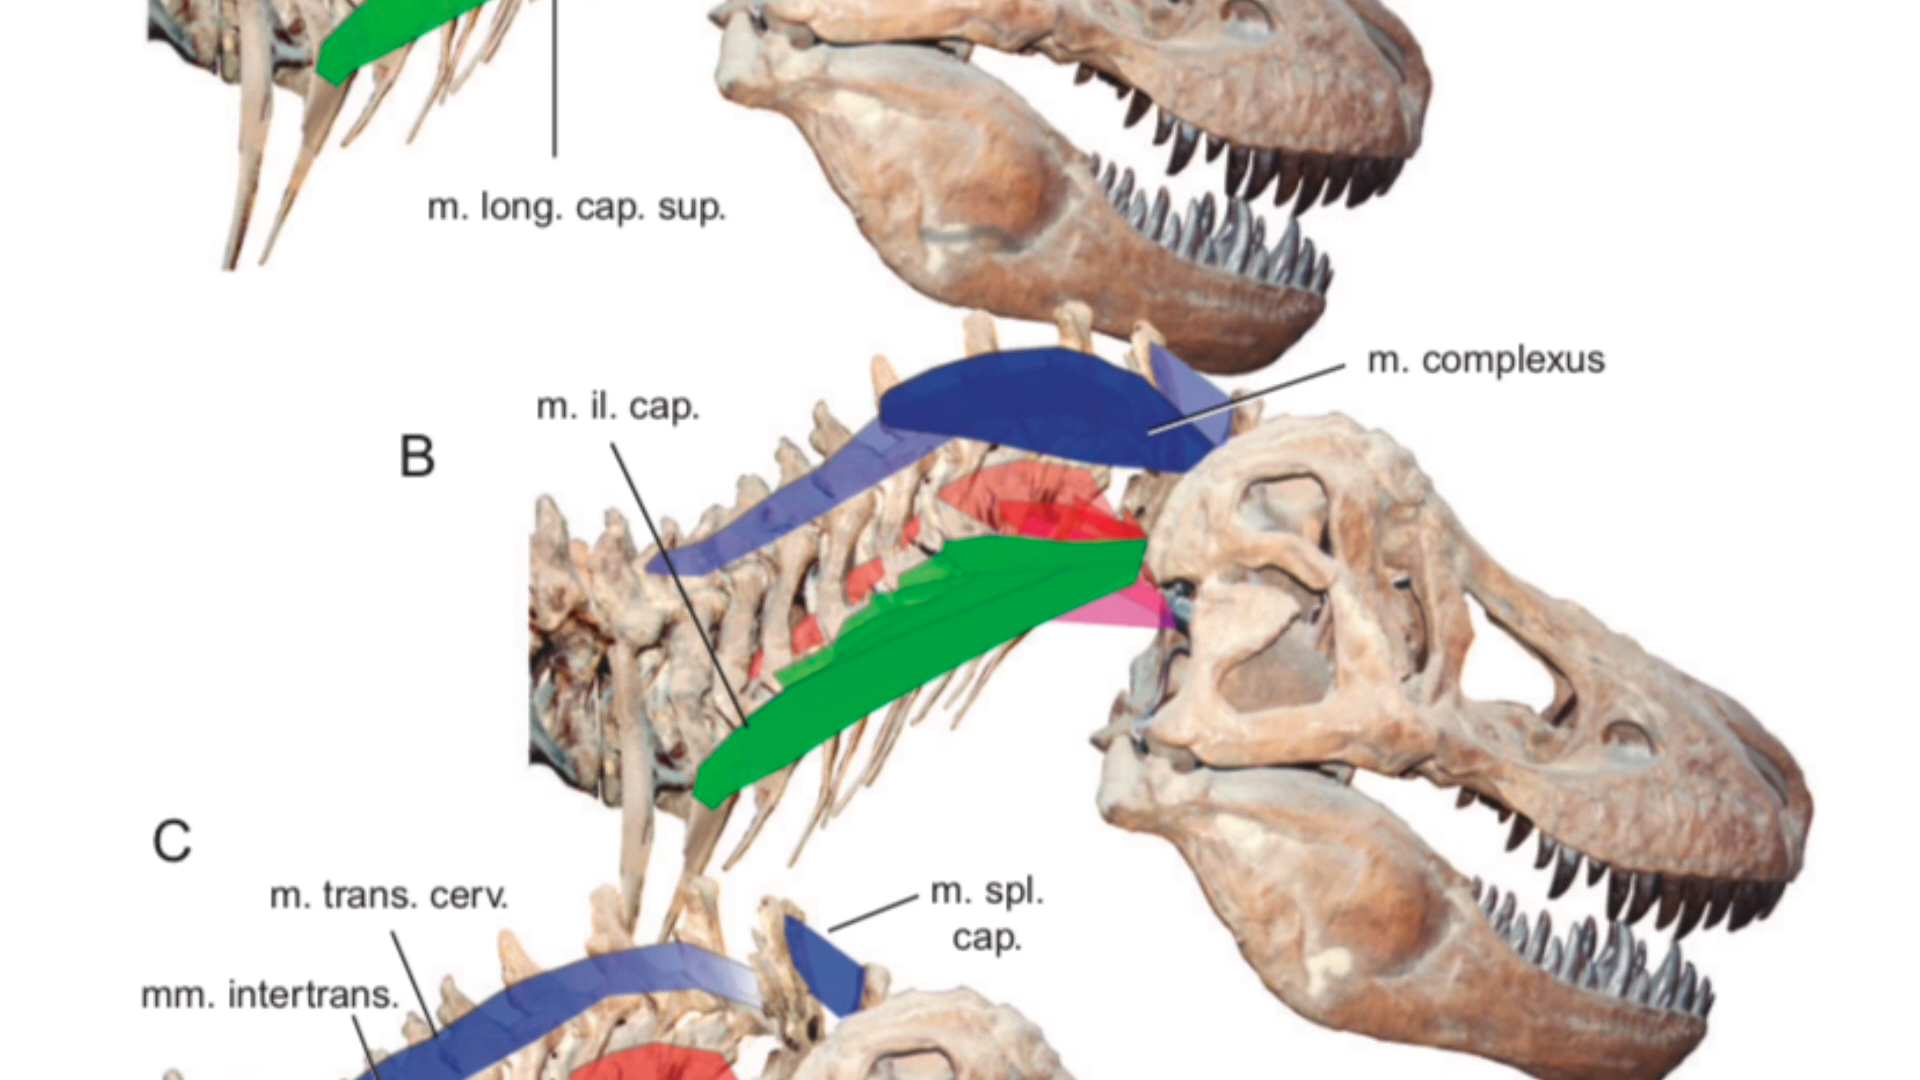 m. long. cap. sup.
m. complexus
m. il. cap.
B
C
m. trans. cerv.
m. spl.
cap.
mm. intertrans.